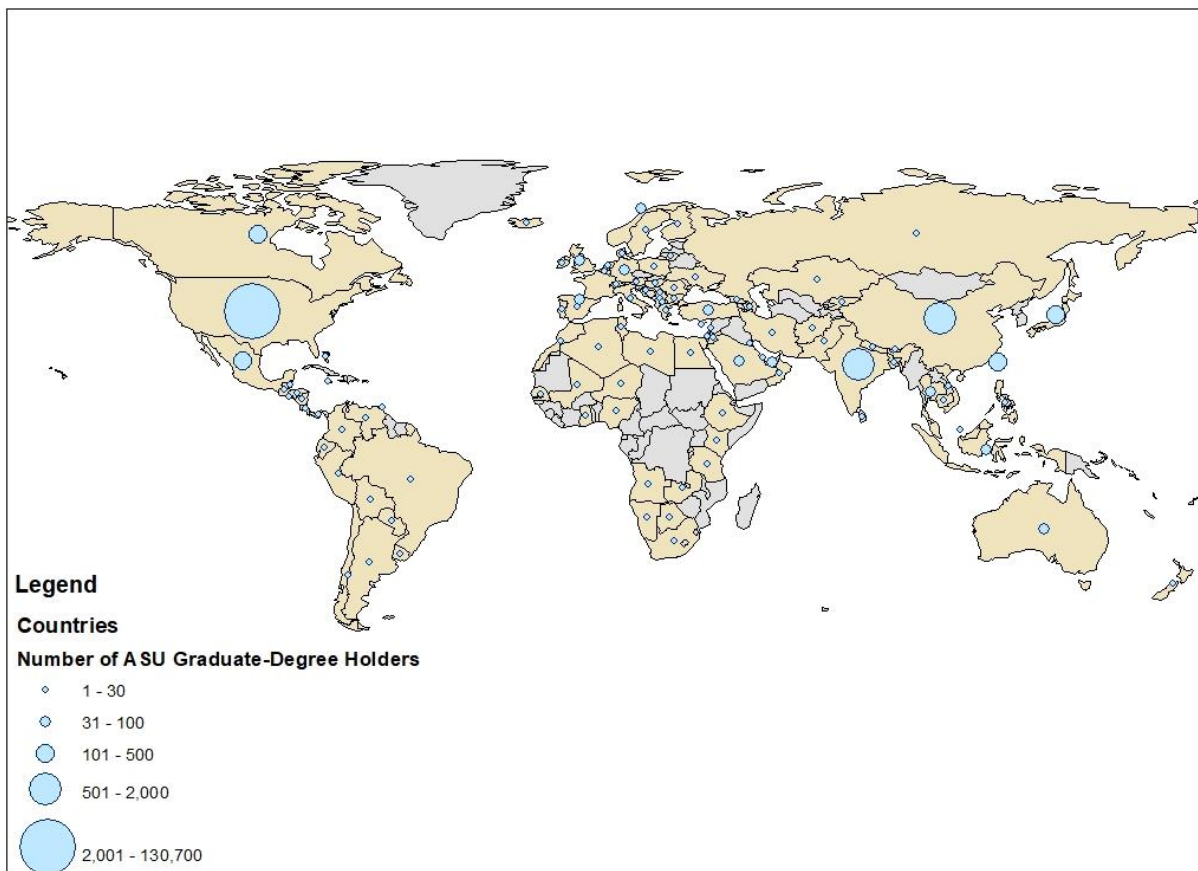 Legend
Countries
Number of ASU Graduate-Degree Holders
1 - 30
31 - 100
101 - 500
501 - 2,000
2,001 - 130,700